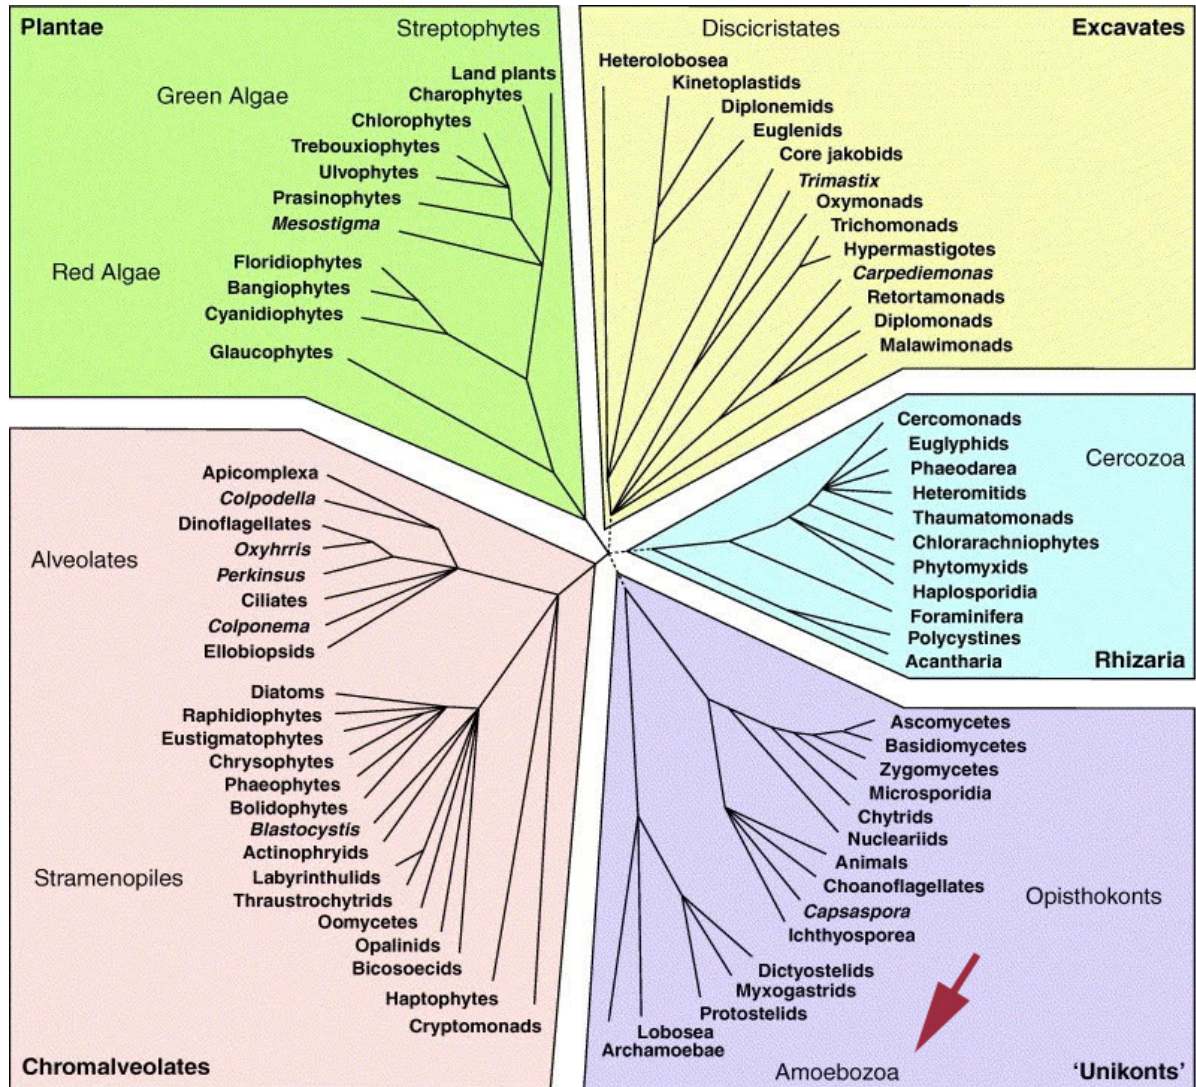 Plantae
Streptophytes
Land plants
Green Algae
Charophytes
Chlorophytes
Trebouxiophytes
Ulvophytes
Prasinophytes
Mesostigma
Red Algae
Floridiophytes
Bangiophytes
Cyanidiophytes
Glaucophytes
Discicristates
Excavates
Heterolobosea
Kinetoplastids
Diplonemids
Euglenids
Core jakobids
Trimastix
Oxymonads
Trichomonads
Hypermastigotes
Carpediemonas
Retortamonads
Diplomonads
Malawimonads
Cercomonads
Euglyphids
Cercozoa
Phaeodarea
Heteromitids
Thaumatomonads
Chlorarachniophytes
Phytomyxids
Haplosporidia
Foraminifera
Polycystines
Acantharia
Rhizaria
Apicomplexa
Colpodella
Dinoflagellates
Oxyhrris
Alveolates
Perkinsus
Ciliates
Colponema
Ellobiopsids
Diatoms
Raphidiophytes
Eustigmatophytes
Chrysophytes
Phaeophytes
Bolidophytes
Blastocystis
Actinophryids
Stramenopiles
Labyrinthulids
Thraustrochytrids
Oomycetes
Opalinids
Bicosoecids
Haptophytes
Cryptomonads
Chromalveolates
Ascomycetes
Basidiomycetes
Zygomycetes
Microsporidia
Chytrids
Nucleariids
Animals
Choanoflagellates
Opisthokonts
Capsaspora
Ichthyosporea
Dictyostelids
Myxogastrids
Protostelids
Lobosea
Archamoebae
Amoebozoa
'Unikonts'